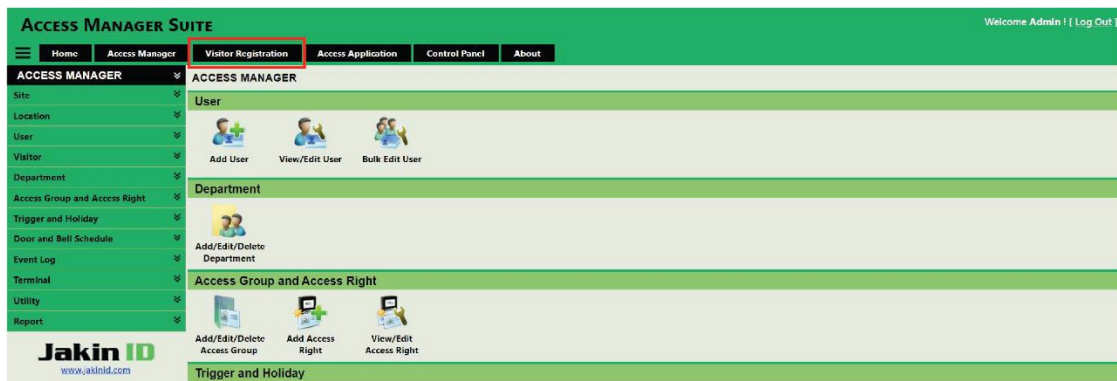 ACCESS MANAGER SUITE
Welcome Admin ! [ Log Out ]
Home Access Manager Visitor Registration Access Application Control Panel About
ACCESS MANAGER
Site
Location
User
Visitor
Department
Access Group and Access Right
Trigger and Holiday
Door and Bell Schedule
Event Log
Terminal
Utility
Report
Jakin ID
www.jakinid.com
ACCESS MANAGER
User
Add User View/Edit User Bulk Edit User
Department
Add/Edit/Delete
Department
Access Group and Access Right
Add/Edit/Delete Add Access View/Edit
Access Group Right Access Right
Trigger and Holiday